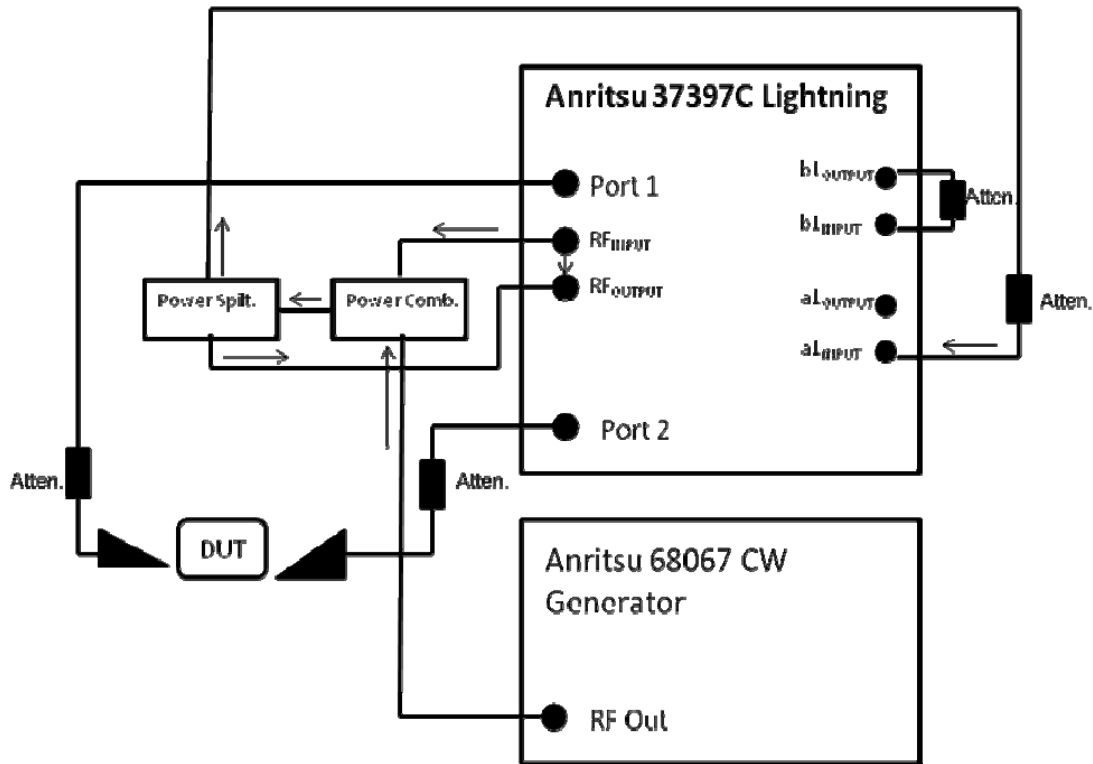 Anritsu 37397C Lightning
Port 1
b1OUTPUT
Atten.
b1INPUT
RFINPUT
Power Spilt.
Power Comb.
RFOUTPUT
a1OUTPUT
Atten.
a1INPUT
Port 2
Atten.
Atten.
DUT
Anritsu 68067 CW
Generator
RF Out